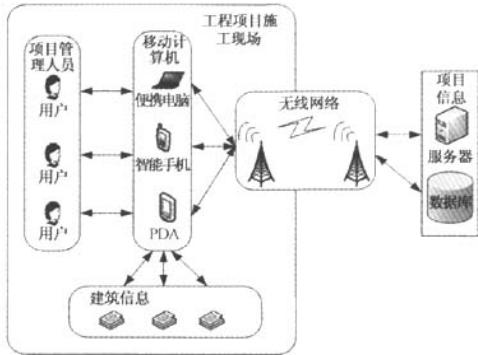 工程项目施
工现场
项目管
理人员
用户
用户
用户
移动计
算机
便携电脑
智能手机
PDA
建筑信息
无线网络
项目
信息
服务器
数据库